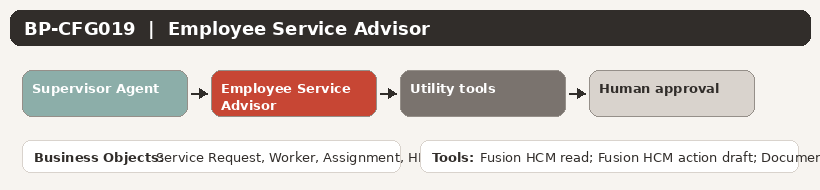 BP-CFG019 | Employee Service Advisor
Supervisor Agent
Employee Service
Advisor
Utility tools
Human approval
Business Objects: Service Request, Worker, Assignment,
Tools: Fusion HCM read; Fusion HCM action draft;